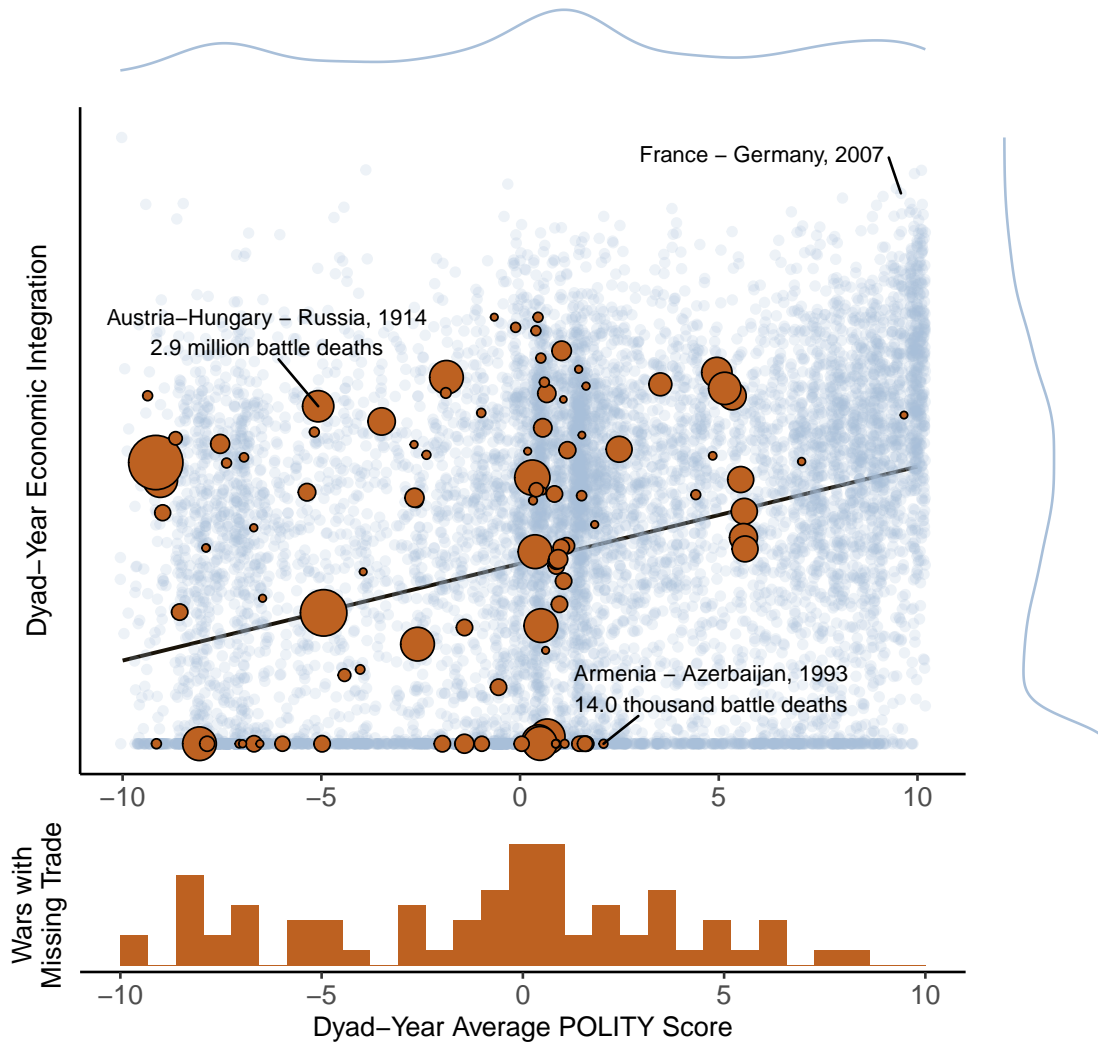 France − Germany, 2007
Austria−Hungary − Russia, 1914
2.9 million battle deaths
Armenia − Azerbaijan, 1993
14.0 thousand battle deaths
Dyad−Year Economic Integration
−10
−5
0
5
10
Wars with
Missing Trade
−10
−5
0
5
10
Dyad−Year Average POLITY Score